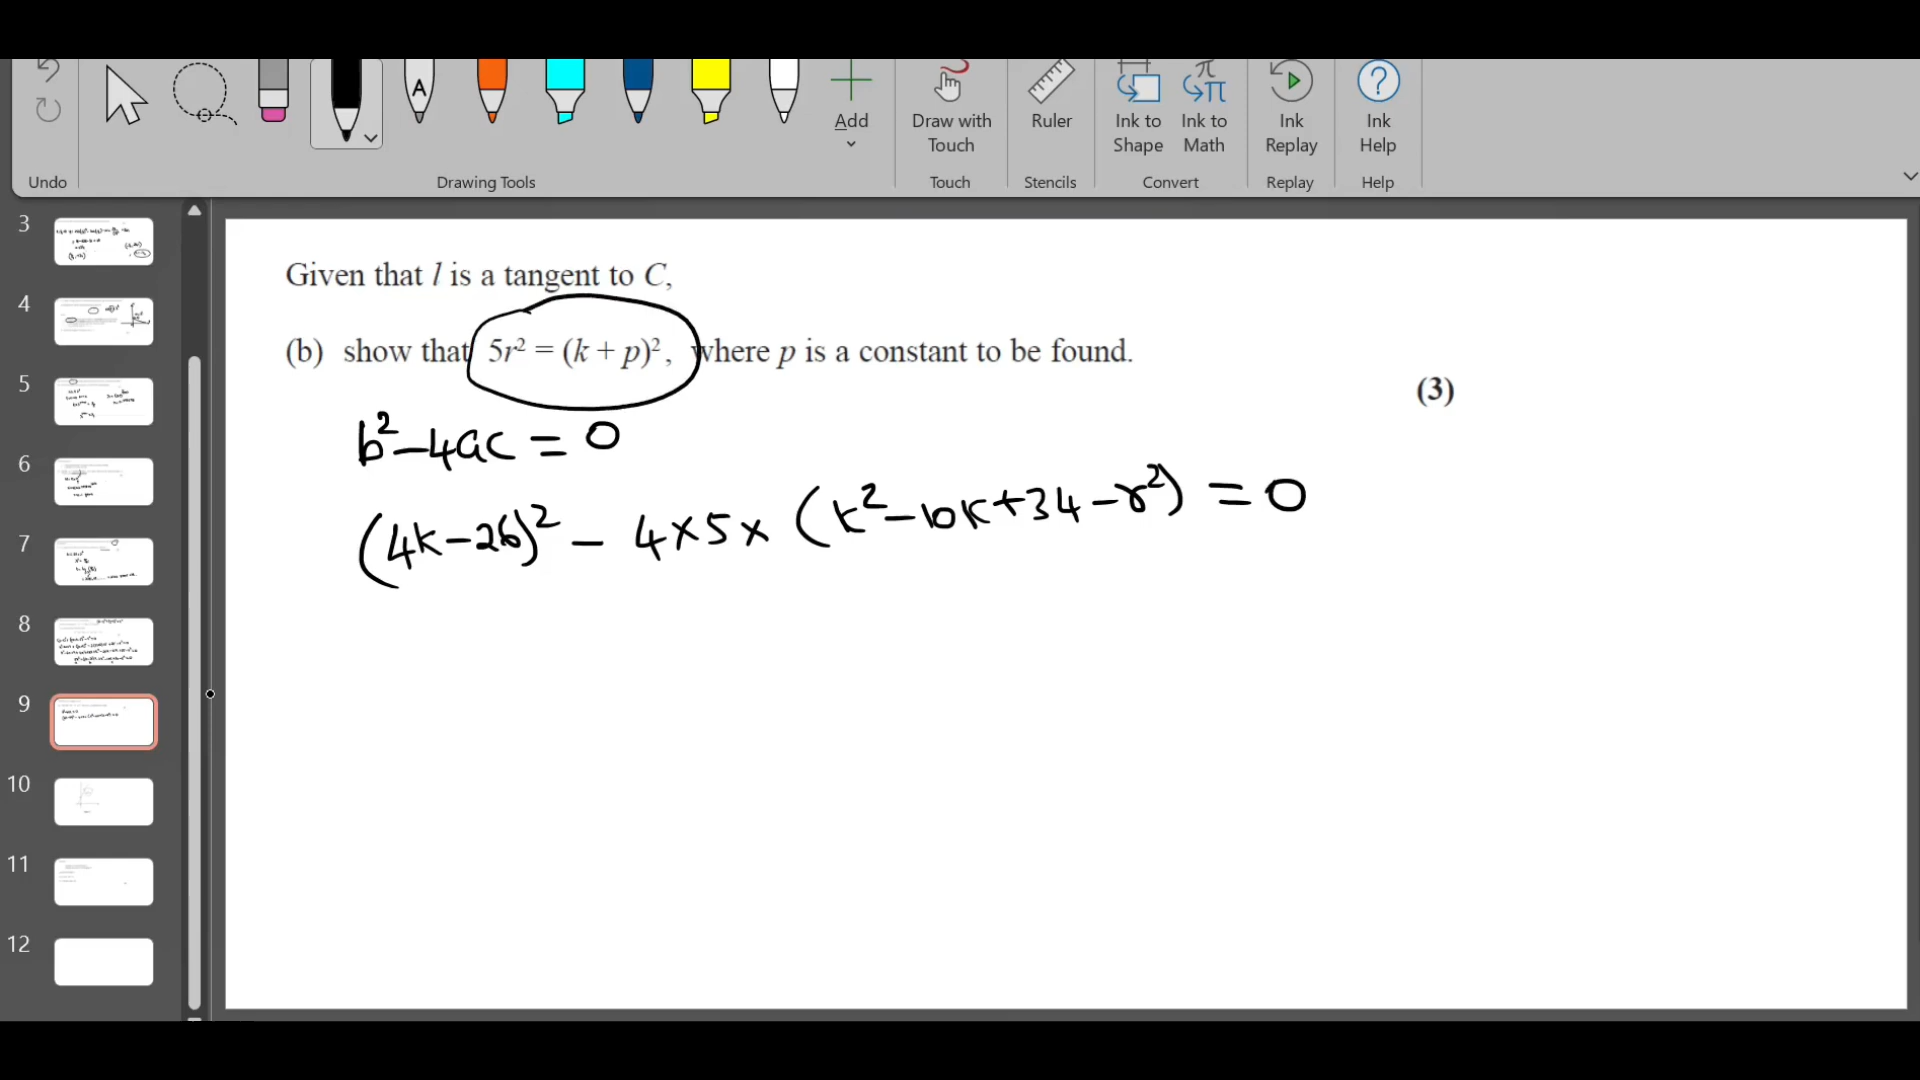 A
Add
Draw with
Touch
Ruler
Ink to
Shape
Ink to
Math
Ink
Replay
Ink
Help
Undo
Drawing Tools
Touch
Stencils
Convert
Replay
Help
3
4
5
6
7
8
9
10
11
12
Given that l is a tangent to C,
(b) show that 5r² = (k + p)², where p is a constant to be found.
(3)
b² - 4ac = 0
(4k - 26)² - 4 × 5 × (k² - 10k + 34 - r²) = 0